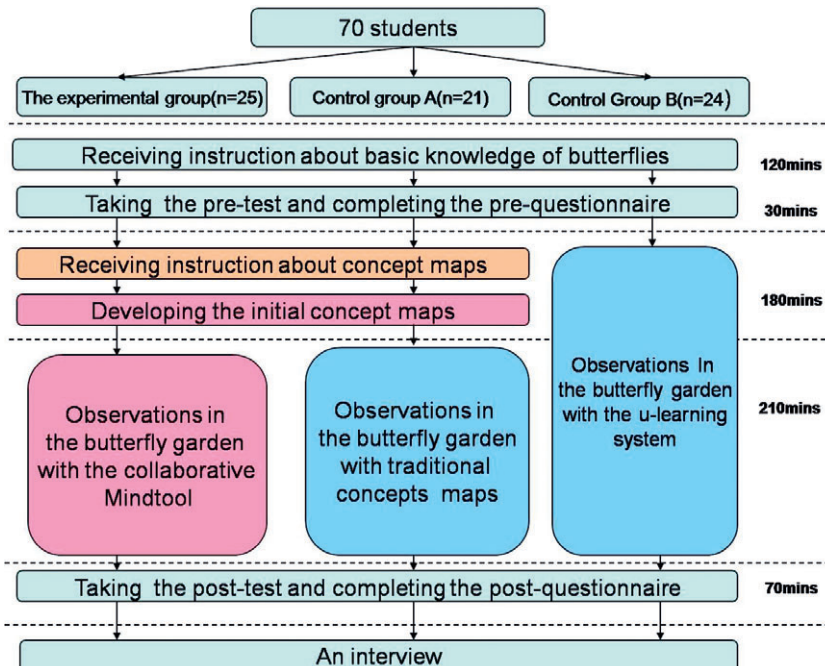 70 students
The experimental group(n=25)
Control group A(n=21)
Control Group B(n=24)
Receiving instruction about basic knowledge of butterflies
120mins
Taking the pre-test and completing the pre-questionnaire
30mins
Receiving instruction about concept maps
Developing the initial concept maps
180mins
Observations in
the butterfly garden
with the collaborative
Mindtool
Observations in
the butterfly garden
with traditional
concepts maps
Observations In
the butterfly garden
with the u-learning
system
210mins
Taking the post-test and completing the post-questionnaire
70mins
An interview